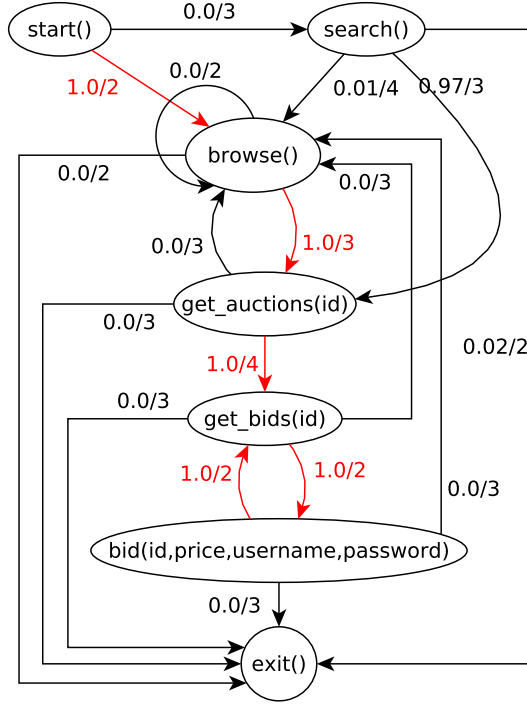 0.0/3
start()
search()
0.0/2
1.0/2
0.01/4
0.97/3
browse()
0.0/2
0.0/3
0.0/3
1.0/3
get_auctions(id)
0.0/3
0.02/2
1.0/4
0.0/3
get_bids(id)
1.0/2
1.0/2
0.0/3
bid(id,price,username,password)
0.0/3
exit()